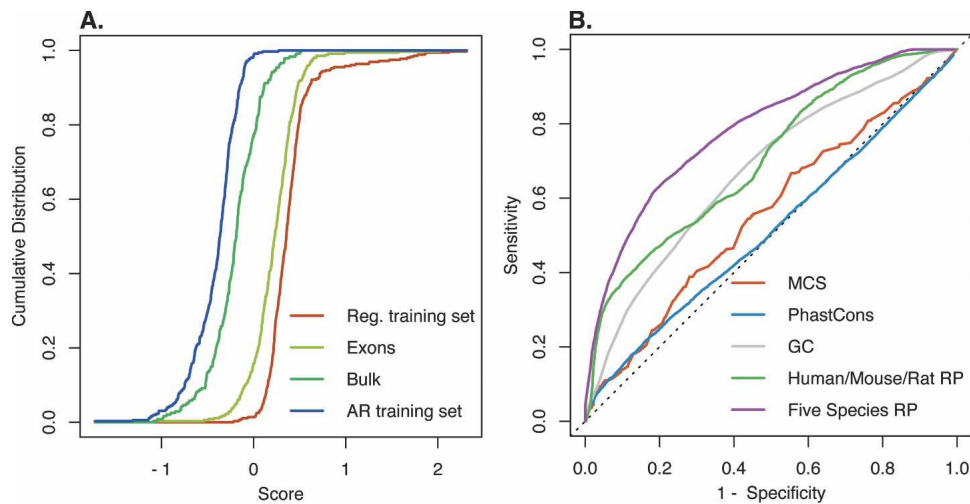 A.
Cumulative Distribution
1.0
0.8
0.6
0.4
0.2
0.0
Reg. training set
Exons
Bulk
AR training set
- 1 0 1 2
Score
B.
Sensitivity
1.0
0.8
0.6
0.4
0.2
0.0
MCS
PhastCons
GC
Human/Mouse/Rat RP
Five Species RP
0.0 0.2 0.4 0.6 0.8 1.0
1 - Specificity